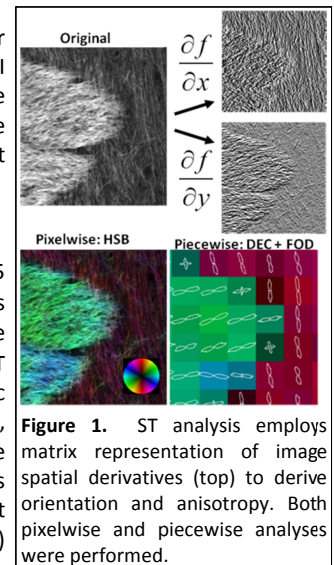 Original
∂f
∂x
∂f
∂y
Pixelwise: HSB
Piecewise: DEC + FOD
Figure 1. ST analysis employs
matrix representation of image
spatial derivatives (top) to derive
orientation and anisotropy. Both
pixelwise and piecewise analyses
were performed.